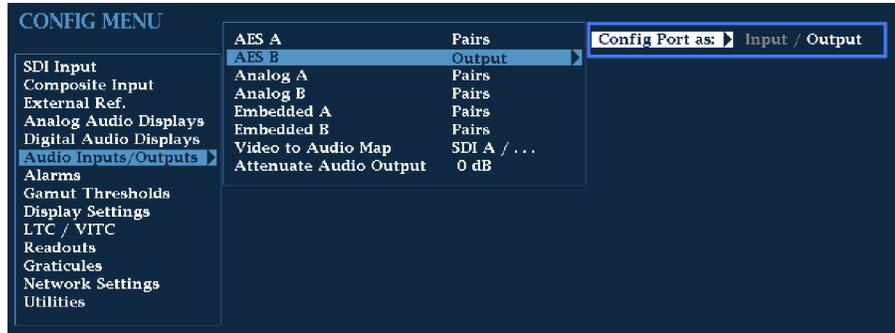 CONFIG MENU
SDI Input
Composite Input
External Ref.
Analog Audio Displays
Digital Audio Displays
Audio Inputs/Outputs
Alarms
Gamut Thresholds
Display Settings
LTC / VITC
Readouts
Graticules
Network Settings
Utilities
AES A Pairs
AES B Output
Analog A Pairs
Analog B Pairs
Embedded A Pairs
Embedded B Pairs
Video to Audio Map SDI A / ...
Attenuate Audio Output 0 dB
Config Port as: Input / Output